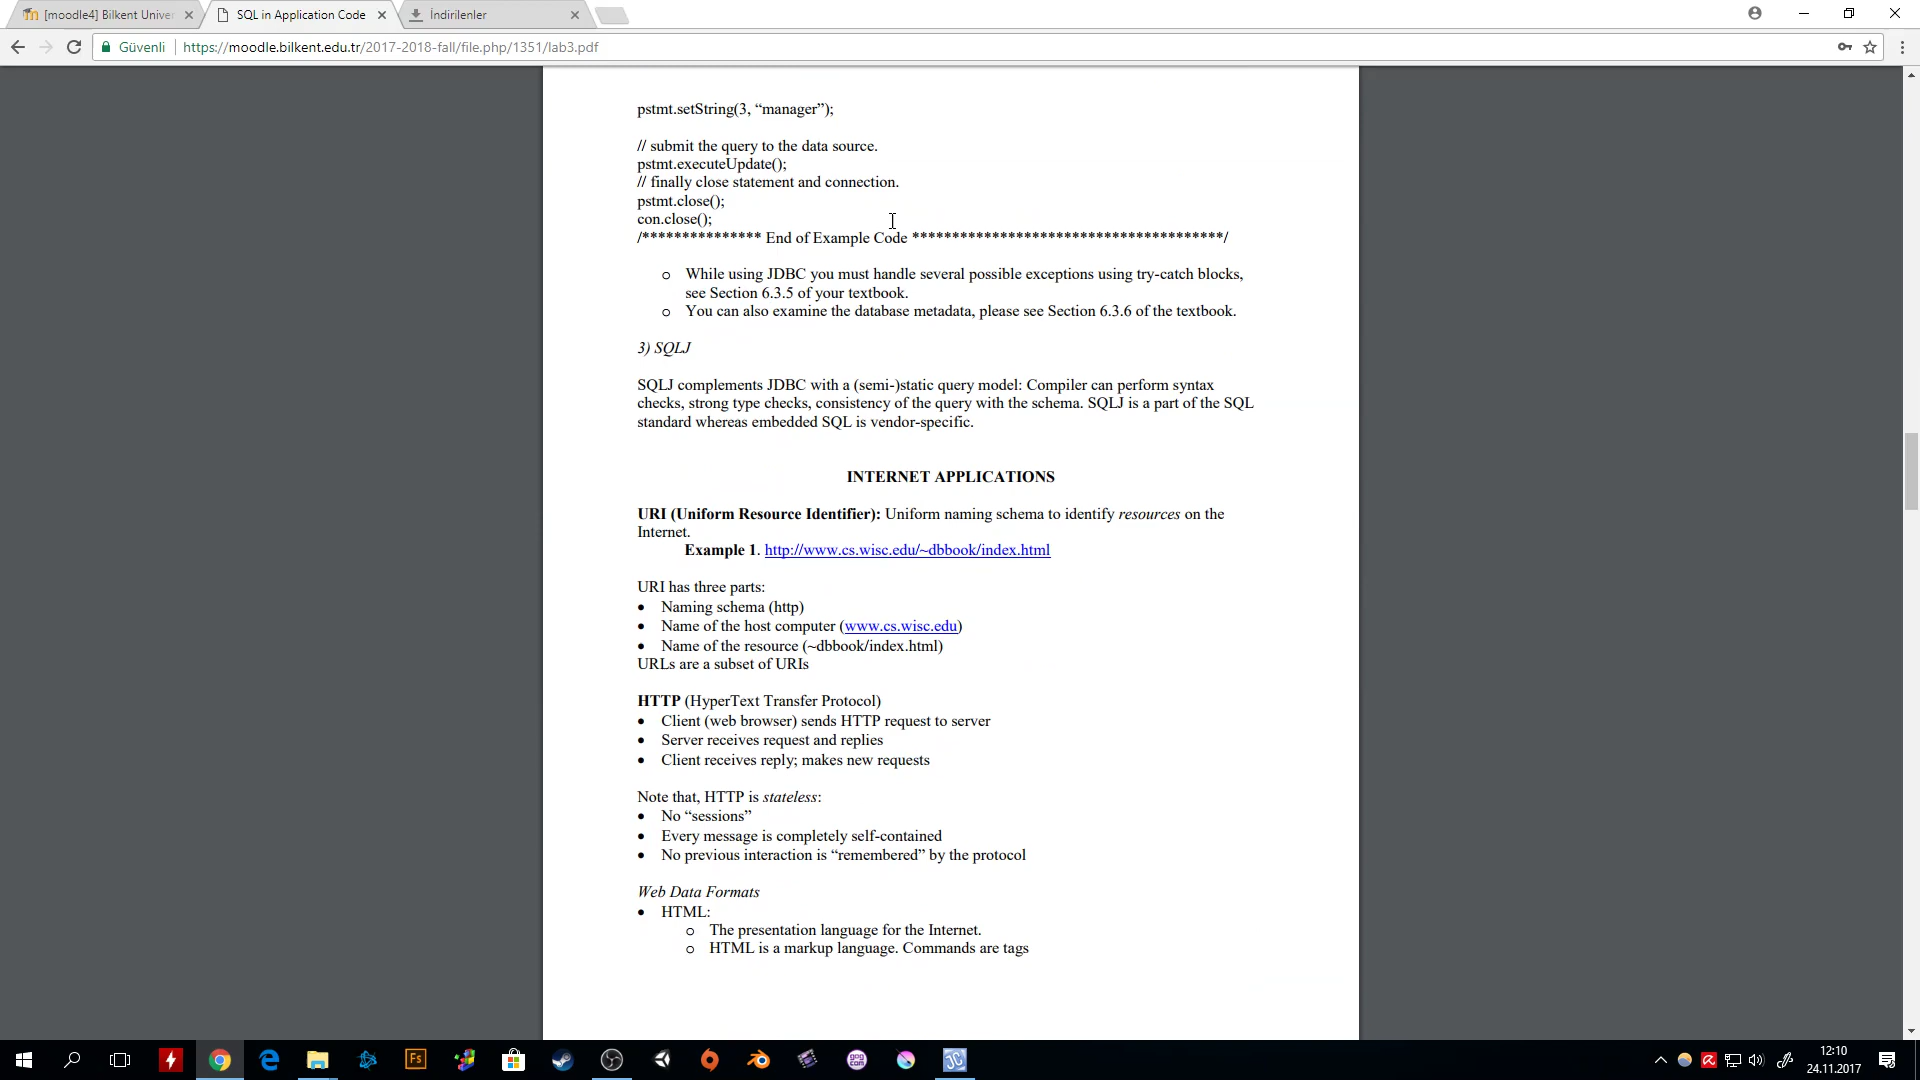 [moodle4] Bilkent Univer
SQL in Application Code
İndirilenler
Güvenli
https://moodle.bilkent.edu.tr/2017-2018-fall/file.php/1351/lab3.pdf
pstmt.setString(3, “manager”);
// submit the query to the data source.
pstmt.executeUpdate();
// finally close statement and connection.
pstmt.close();
con.close();
/*************** End of Example Code ***************************************/
o While using JDBC you must handle several possible exceptions using try-catch blocks,
see Section 6.3.5 of your textbook.
o You can also examine the database metadata, please see Section 6.3.6 of the textbook.
3) SQLJ
SQLJ complements JDBC with a (semi-)static query model: Compiler can perform syntax
checks, strong type checks, consistency of the query with the schema. SQLJ is a part of the SQL
standard whereas embedded SQL is vendor-specific.
INTERNET APPLICATIONS
URI (Uniform Resource Identifier): Uniform naming schema to identify resources on the
Internet.
Example 1. http://www.cs.wisc.edu/~dbbook/index.html
URI has three parts:
• Naming schema (http)
• Name of the host computer (www.cs.wisc.edu)
• Name of the resource (~dbbook/index.html)
URLs are a subset of URIs
HTTP (HyperText Transfer Protocol)
• Client (web browser) sends HTTP request to server
• Server receives request and replies
• Client receives reply; makes new requests
Note that, HTTP is stateless:
• No “sessions”
• Every message is completely self-contained
• No previous interaction is “remembered” by the protocol
Web Data Formats
• HTML:
o The presentation language for the Internet.
o HTML is a markup language. Commands are tags
Fs
gog
com
JC
12:10
24.11.2017